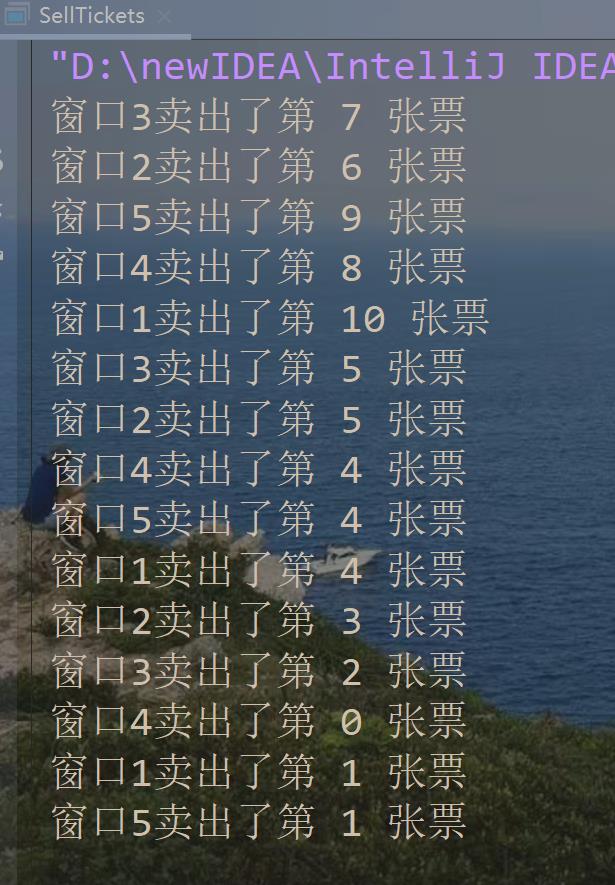 SellTickets
"D:\newIDEA\IntelliJ IDEA
窗口3卖出了第 7 张票
窗口2卖出了第 6 张票
窗口5卖出了第 9 张票
窗口4卖出了第 8 张票
窗口1卖出了第 10 张票
窗口3卖出了第 5 张票
窗口2卖出了第 5 张票
窗口4卖出了第 4 张票
窗口5卖出了第 4 张票
窗口1卖出了第 4 张票
窗口2卖出了第 3 张票
窗口3卖出了第 2 张票
窗口4卖出了第 0 张票
窗口1卖出了第 1 张票
窗口5卖出了第 1 张票